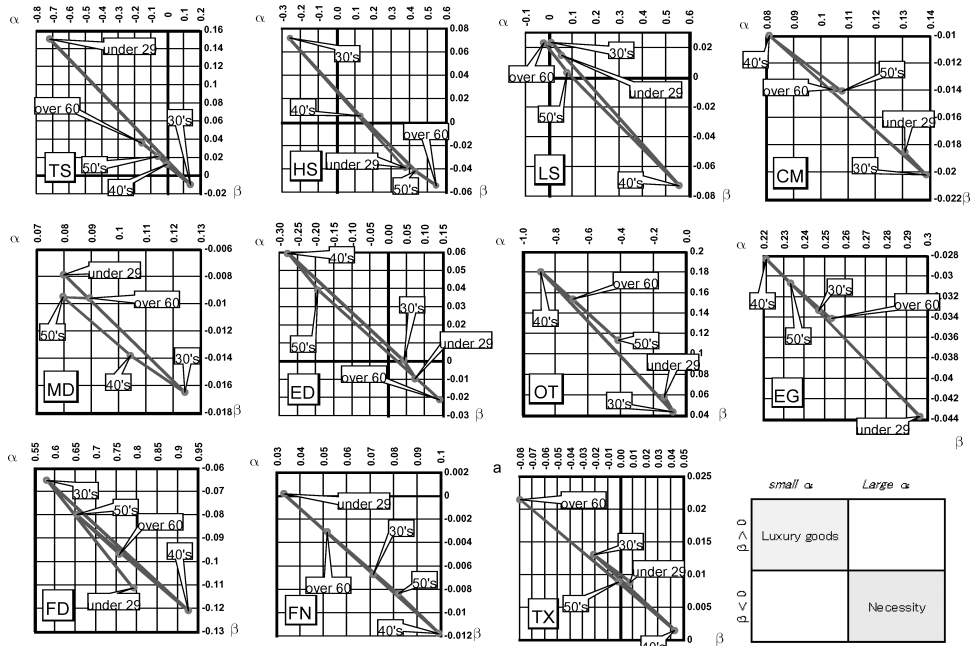 α -0.7 -0.6 -0.5 -0.4 -0.3 -0.2 -0.1 0 0.1 0.2
0.16
0.14
0.12
0.1
0.08
0.06
0.04
0.02
0
-0.02
β
under 29
over 60
30's
50's
40's
TS
α -0.3 -0.2 -0.1 0.0 0.1 0.2 0.3 0.4 0.5 0.6
0.08
0.06
0.04
0.02
0
-0.02
-0.04
-0.06
β
30's
40's
over 60
under 29
50's
HS
α -0.1 0 0.1 0.2 0.3 0.4 0.5 0.6
0.02
0
-0.02
-0.04
-0.06
-0.08
β
30's
over 60
under 29
50's
40's
LS
α 0.08 0.09 0.1 0.11 0.12 0.13 0.14
-0.01
-0.012
-0.014
-0.016
-0.018
-0.02
-0.022
β
40's
50's
over 60
under 29
30's
CM
α 0.07 0.08 0.09 0.1 0.11 0.12 0.13
-0.006
-0.008
-0.01
-0.012
-0.014
-0.016
-0.018
β
under 29
over 60
50's
30's
40's
MD
α -0.30 -0.28 -0.20 -0.15 -0.10 0.00 0.05 0.10 0.15
0.06
0.05
0.04
0.03
0.02
0
-0.01
-0.02
-0.03
β
40's
30's
50's
under 29
over 60
ED
α -1.0 -0.8 -0.6 -0.4 -0.2 0.0
0.2
0.18
0.16
0.14
0.12
0.1
0.08
0.06
0.04
β
over 60
40's
50's
under 29
30's
OT
α 0.22 0.23 0.24 0.25 0.26 0.27 0.28 0.29 0.3
-0.028
-0.03
-0.032
-0.034
-0.036
-0.038
-0.04
-0.042
-0.044
β
40's
30's
over 60
50's
under 29
EG
α 0.55 0.6 0.65 0.7 0.75 0.8 0.85 0.9 0.95
-0.06
-0.07
-0.08
-0.09
-0.1
-0.11
-0.12
-0.13
β
30's
50's
over 60
40's
under 29
FD
α 0.03 0.04 0.05 0.06 0.07 0.08 0.09 0.1
0.002
0
-0.002
-0.004
-0.006
-0.008
-0.01
-0.012
β
under 29
30's
over 60
50's
40's
FN
a -0.08 -0.07 -0.06 -0.05 -0.04 -0.03 -0.02 -0.01 0.00 0.01 0.02 0.03 0.04 0.05
0.025
0.02
0.015
0.01
0.005
0
β
over 60
30's
under 29
50's
40's
TX
small α Large α
β > 0
Luxury goods
β < 0
Necessity